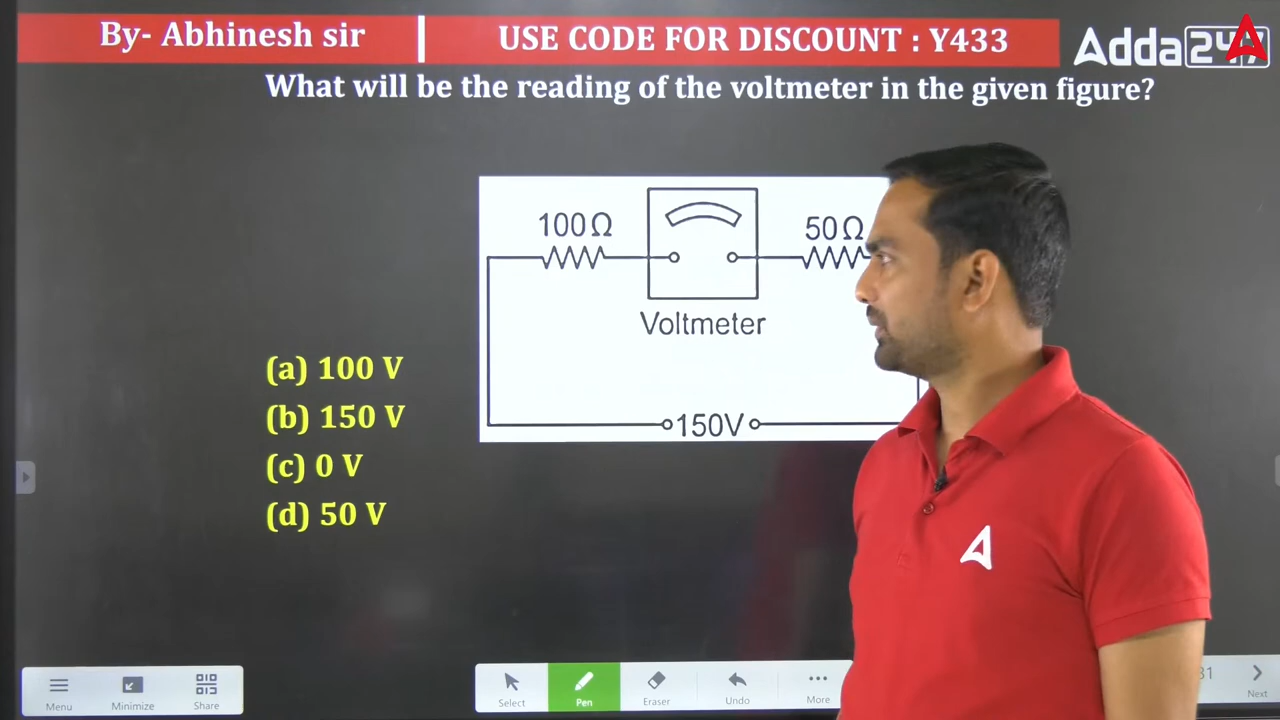 By- Abhinesh sir
USE CODE FOR DISCOUNT : Y433
Adda247
What will be the reading of the voltmeter in the given figure?
100Ω
50Ω
Voltmeter
150V
(a) 100 V
(b) 150 V
(c) 0 V
(d) 50 V
Menu
Minimize
Share
Select
Pen
Eraser
Undo
More
Next